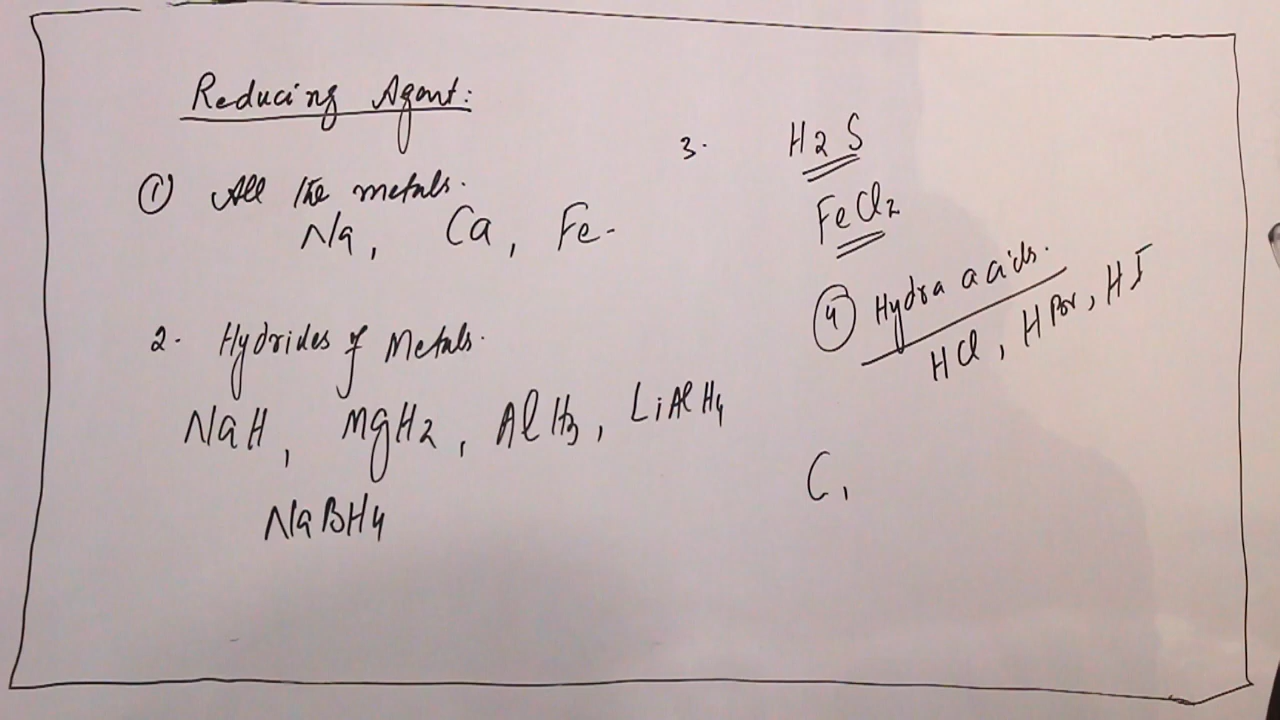 Reducing Agent:
① All the metals.
Na, Ca, Fe.
2. Hydrides of Metals.
NaH, MgH2, AlH3, LiAlH4
NaBH4
3. H2S
FeCl2
④ Hydra acids.
HCl, HBr, HI
C,